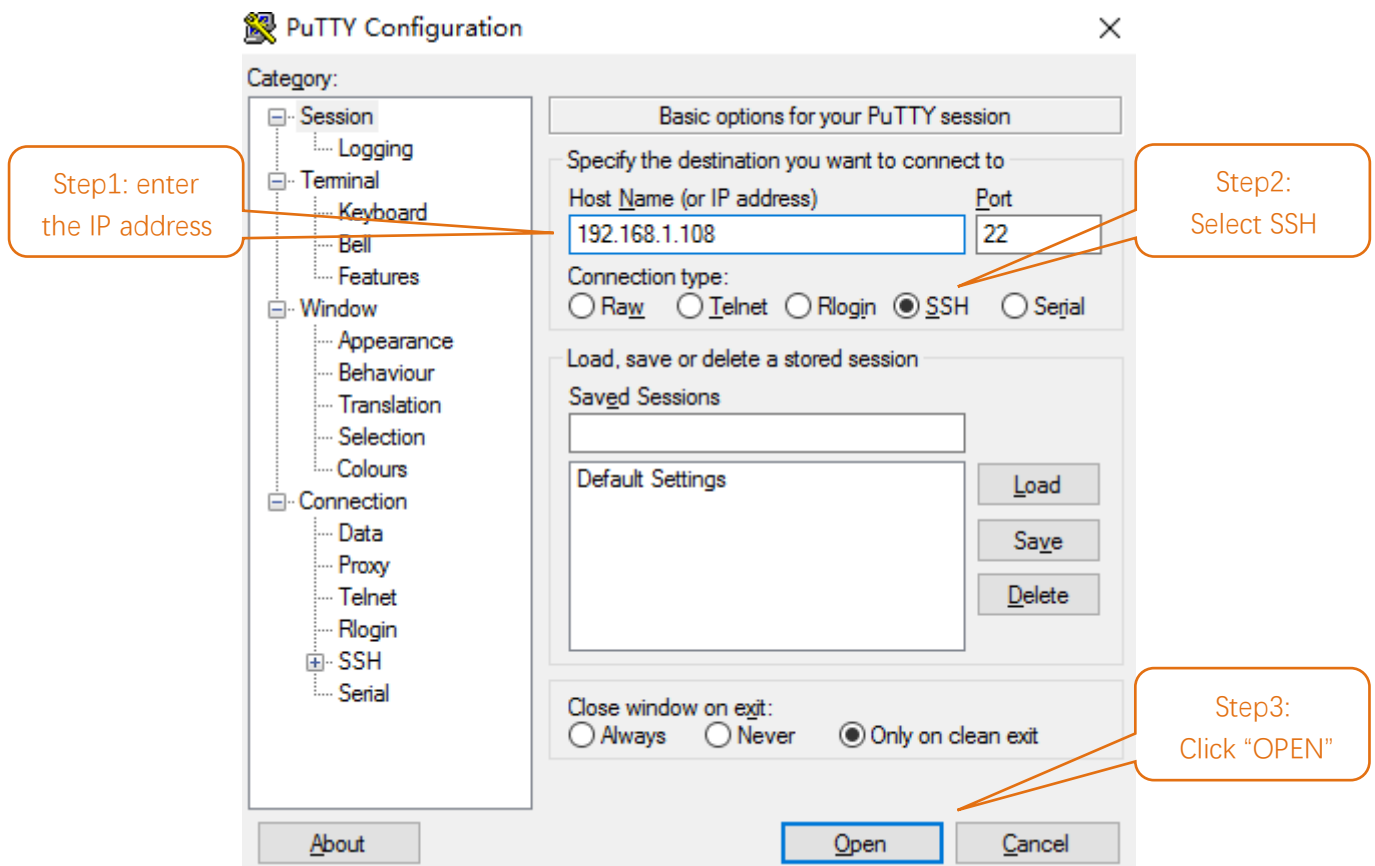 PuTTY Configuration
Category:
Session
Logging
Terminal
Keyboard
Bell
Features
Window
Appearance
Behaviour
Translation
Selection
Colours
Connection
Data
Proxy
Telnet
Rlogin
SSH
Serial
Basic options for your PuTTY session
Specify the destination you want to connect to
Host Name (or IP address) Port
192.168.1.108 22
Connection type:
Raw Telnet Rlogin SSH Serial
Load, save or delete a stored session
Saved Sessions
Default Settings
Load
Save
Delete
Close window on exit:
Always Never Only on clean exit
About Open Cancel
Step1: enter
the IP address
Step2:
Select SSH
Step3:
Click “OPEN”